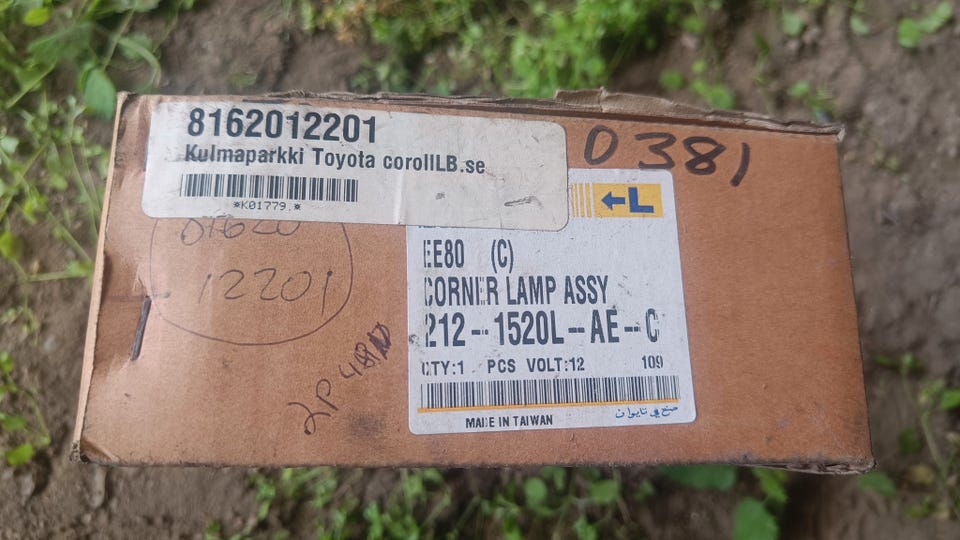 8162012201
Kulmaparkki Toyota corollLB.se
*K01779.*
0381
←L
EE80 (C)
CORNER LAMP ASSY
212-1520L-AE-C
QTY:1 PCS VOLT:12 109
MADE IN TAIWAN
صنع في تايوان
12201